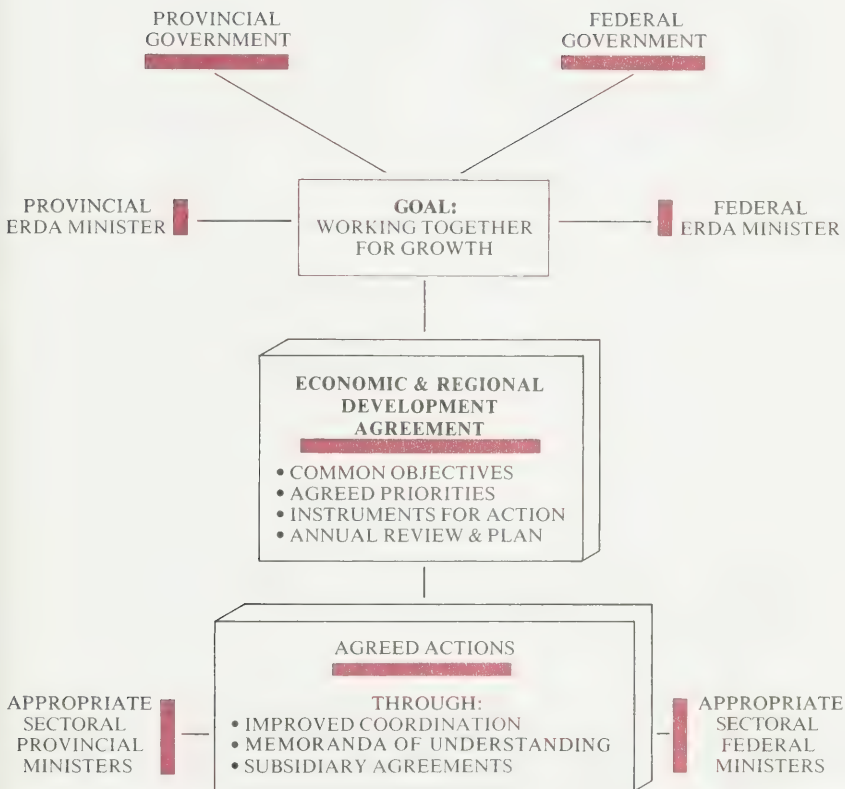 PROVINCIAL
GOVERNMENT
FEDERAL
GOVERNMENT
PROVINCIAL
ERDA MINISTER
GOAL:
WORKING TOGETHER
FOR GROWTH
FEDERAL
ERDA MINISTER
ECONOMIC & REGIONAL
DEVELOPMENT
AGREEMENT
• COMMON OBJECTIVES
• AGREED PRIORITIES
• INSTRUMENTS FOR ACTION
• ANNUAL REVIEW & PLAN
AGREED ACTIONS
THROUGH:
• IMPROVED COORDINATION
• MEMORANDA OF UNDERSTANDING
• SUBSIDIARY AGREEMENTS
APPROPRIATE
SECTORAL
PROVINCIAL
MINISTERS
APPROPRIATE
SECTORAL
FEDERAL
MINISTERS